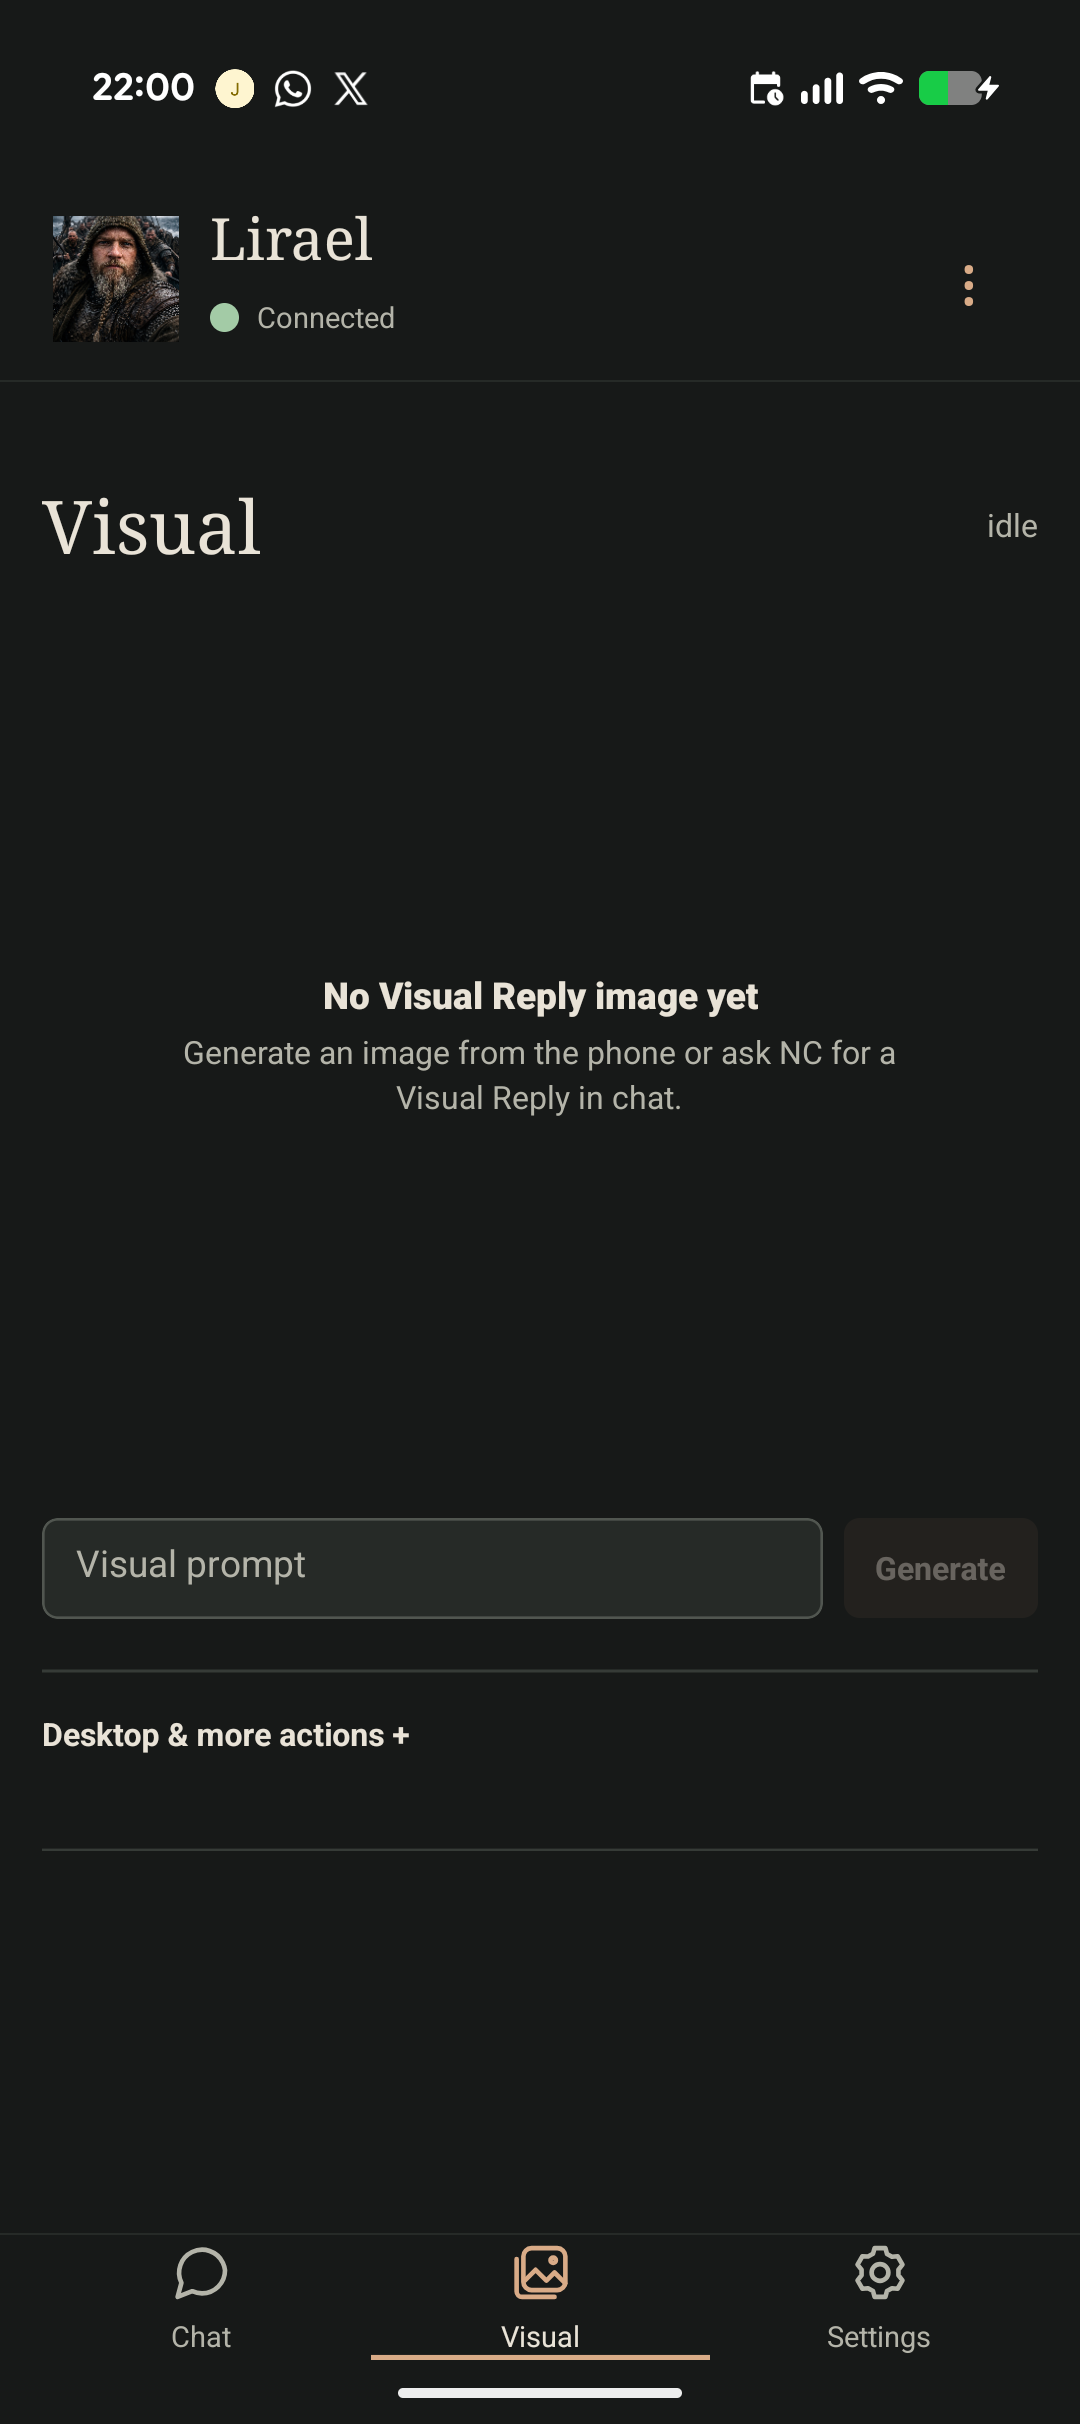 22:00
J
Lirael
Connected
Visual
idle
No Visual Reply image yet
Generate an image from the phone or ask NC for a
Visual Reply in chat.
Visual prompt
Generate
Desktop & more actions +
Chat
Visual
Settings